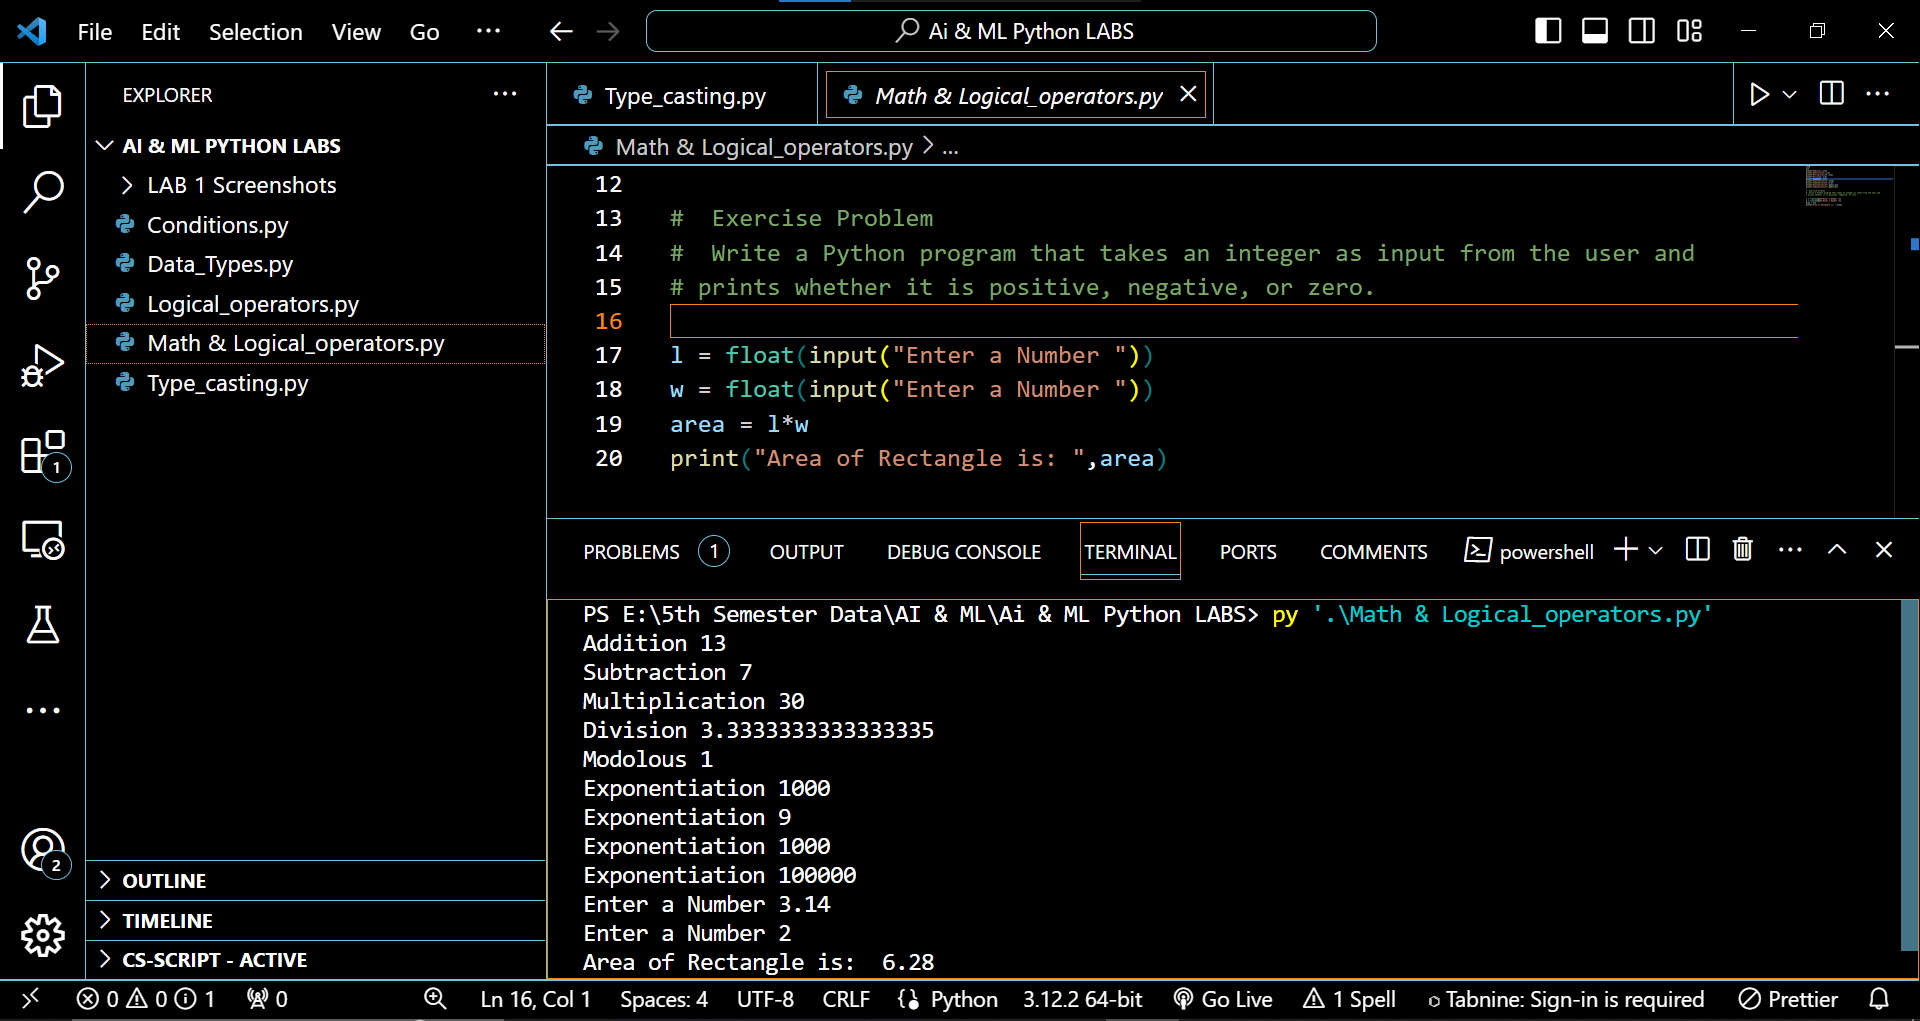 File Edit Selection View Go ··· Ai & ML Python LABS
EXPLORER ···
AI & ML PYTHON LABS
LAB 1 Screenshots
Conditions.py
Data_Types.py
Logical_operators.py
Math & Logical_operators.py
Type_casting.py
OUTLINE
TIMELINE
CS-SCRIPT - ACTIVE
1
2
Type_casting.py Math & Logical_operators.py
Math & Logical_operators.py > ...
12
13 #  Exercise Problem
14 #  Write a Python program that takes an integer as input from the user and
15 # prints whether it is positive, negative, or zero.
16
17 l = float(input("Enter a Number "))
18 w = float(input("Enter a Number "))
19 area = l*w
20 print("Area of Rectangle is: ",area)
PROBLEMS 1 OUTPUT DEBUG CONSOLE TERMINAL PORTS COMMENTS powershell
PS E:\5th Semester Data\AI & ML\Ai & ML Python LABS> py '.\Math & Logical_operators.py'
Addition 13
Subtraction 7
Multiplication 30
Division 3.3333333333333335
Modolous 1
Exponentiation 1000
Exponentiation 9
Exponentiation 1000
Exponentiation 100000
Enter a Number 3.14
Enter a Number 2
Area of Rectangle is:  6.28
0 0 1 0 Ln 16, Col 1 Spaces: 4 UTF-8 CRLF Python 3.12.2 64-bit Go Live 1 Spell Tabnine: Sign-in is required Prettier